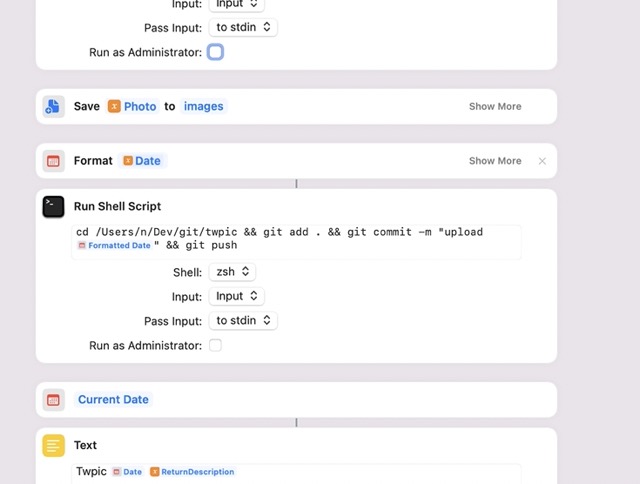 Input: Input
Pass Input: to stdin
Run as Administrator:
Save Photo to images Show More
Format Date Show More
Run Shell Script
cd /Users/n/Dev/git/twpic && git add . && git commit -m "upload
Formatted Date " && git push
Shell: zsh
Input: Input
Pass Input: to stdin
Run as Administrator:
Current Date
Text
Twpic Date ReturnDescription